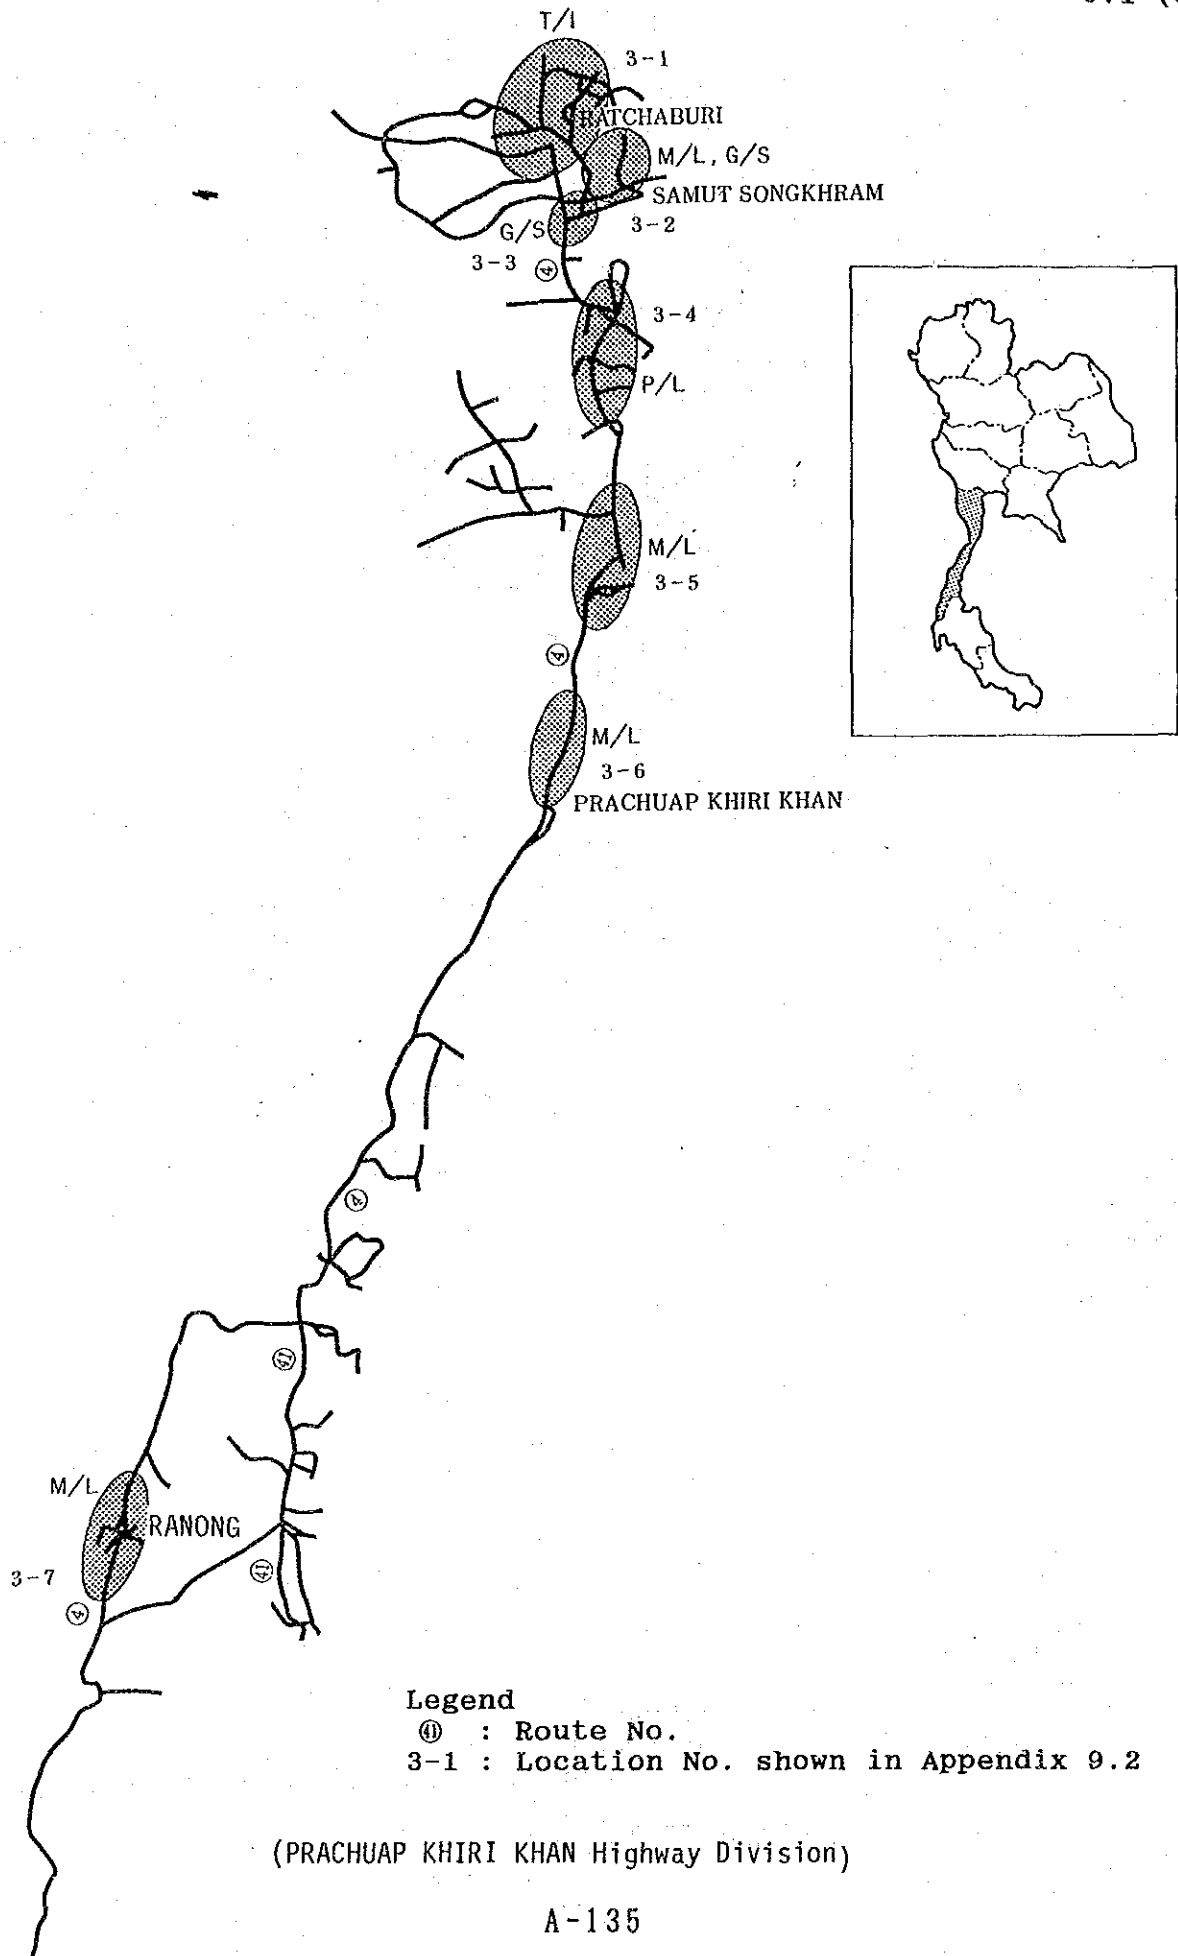 T/I
3-1
RATCHABURI
M/L, G/S
SAMUT SONGKHRAM
G/S
3-2
3-3
4
3-4
P/L
M/L
3-5
4
M/L
3-6
PRACHUAP KHIRI KHAN
4
41
M/L
RANONG
3-7
41
4
Legend
41 : Route No.
3-1 : Location No. shown in Appendix 9.2
(PRACHUAP KHIRI KHAN Highway Division)
A-135